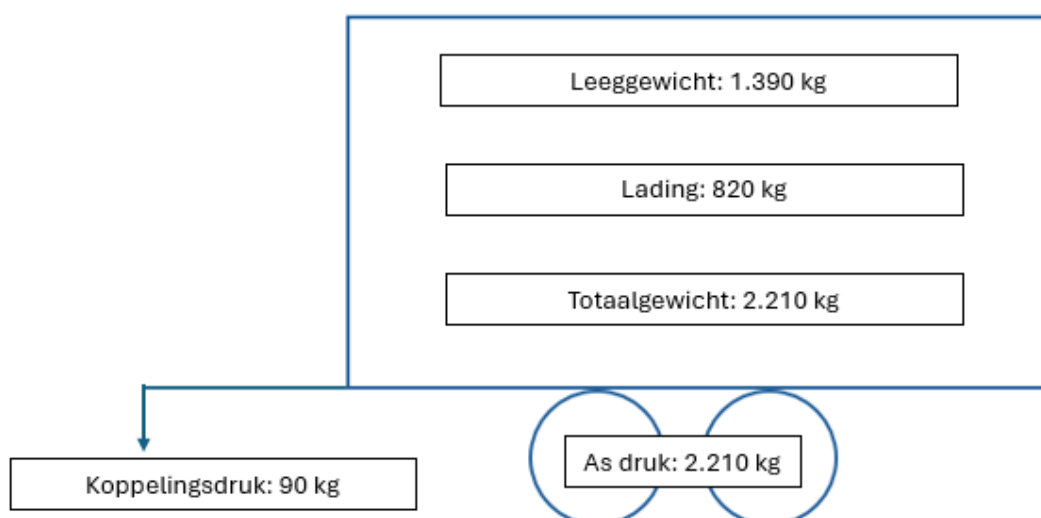 Leeggewicht: 1.390 kg
Lading: 820 kg
Totaalgewicht: 2.210 kg
As druk: 2.210 kg
Koppelingsdruk: 90 kg